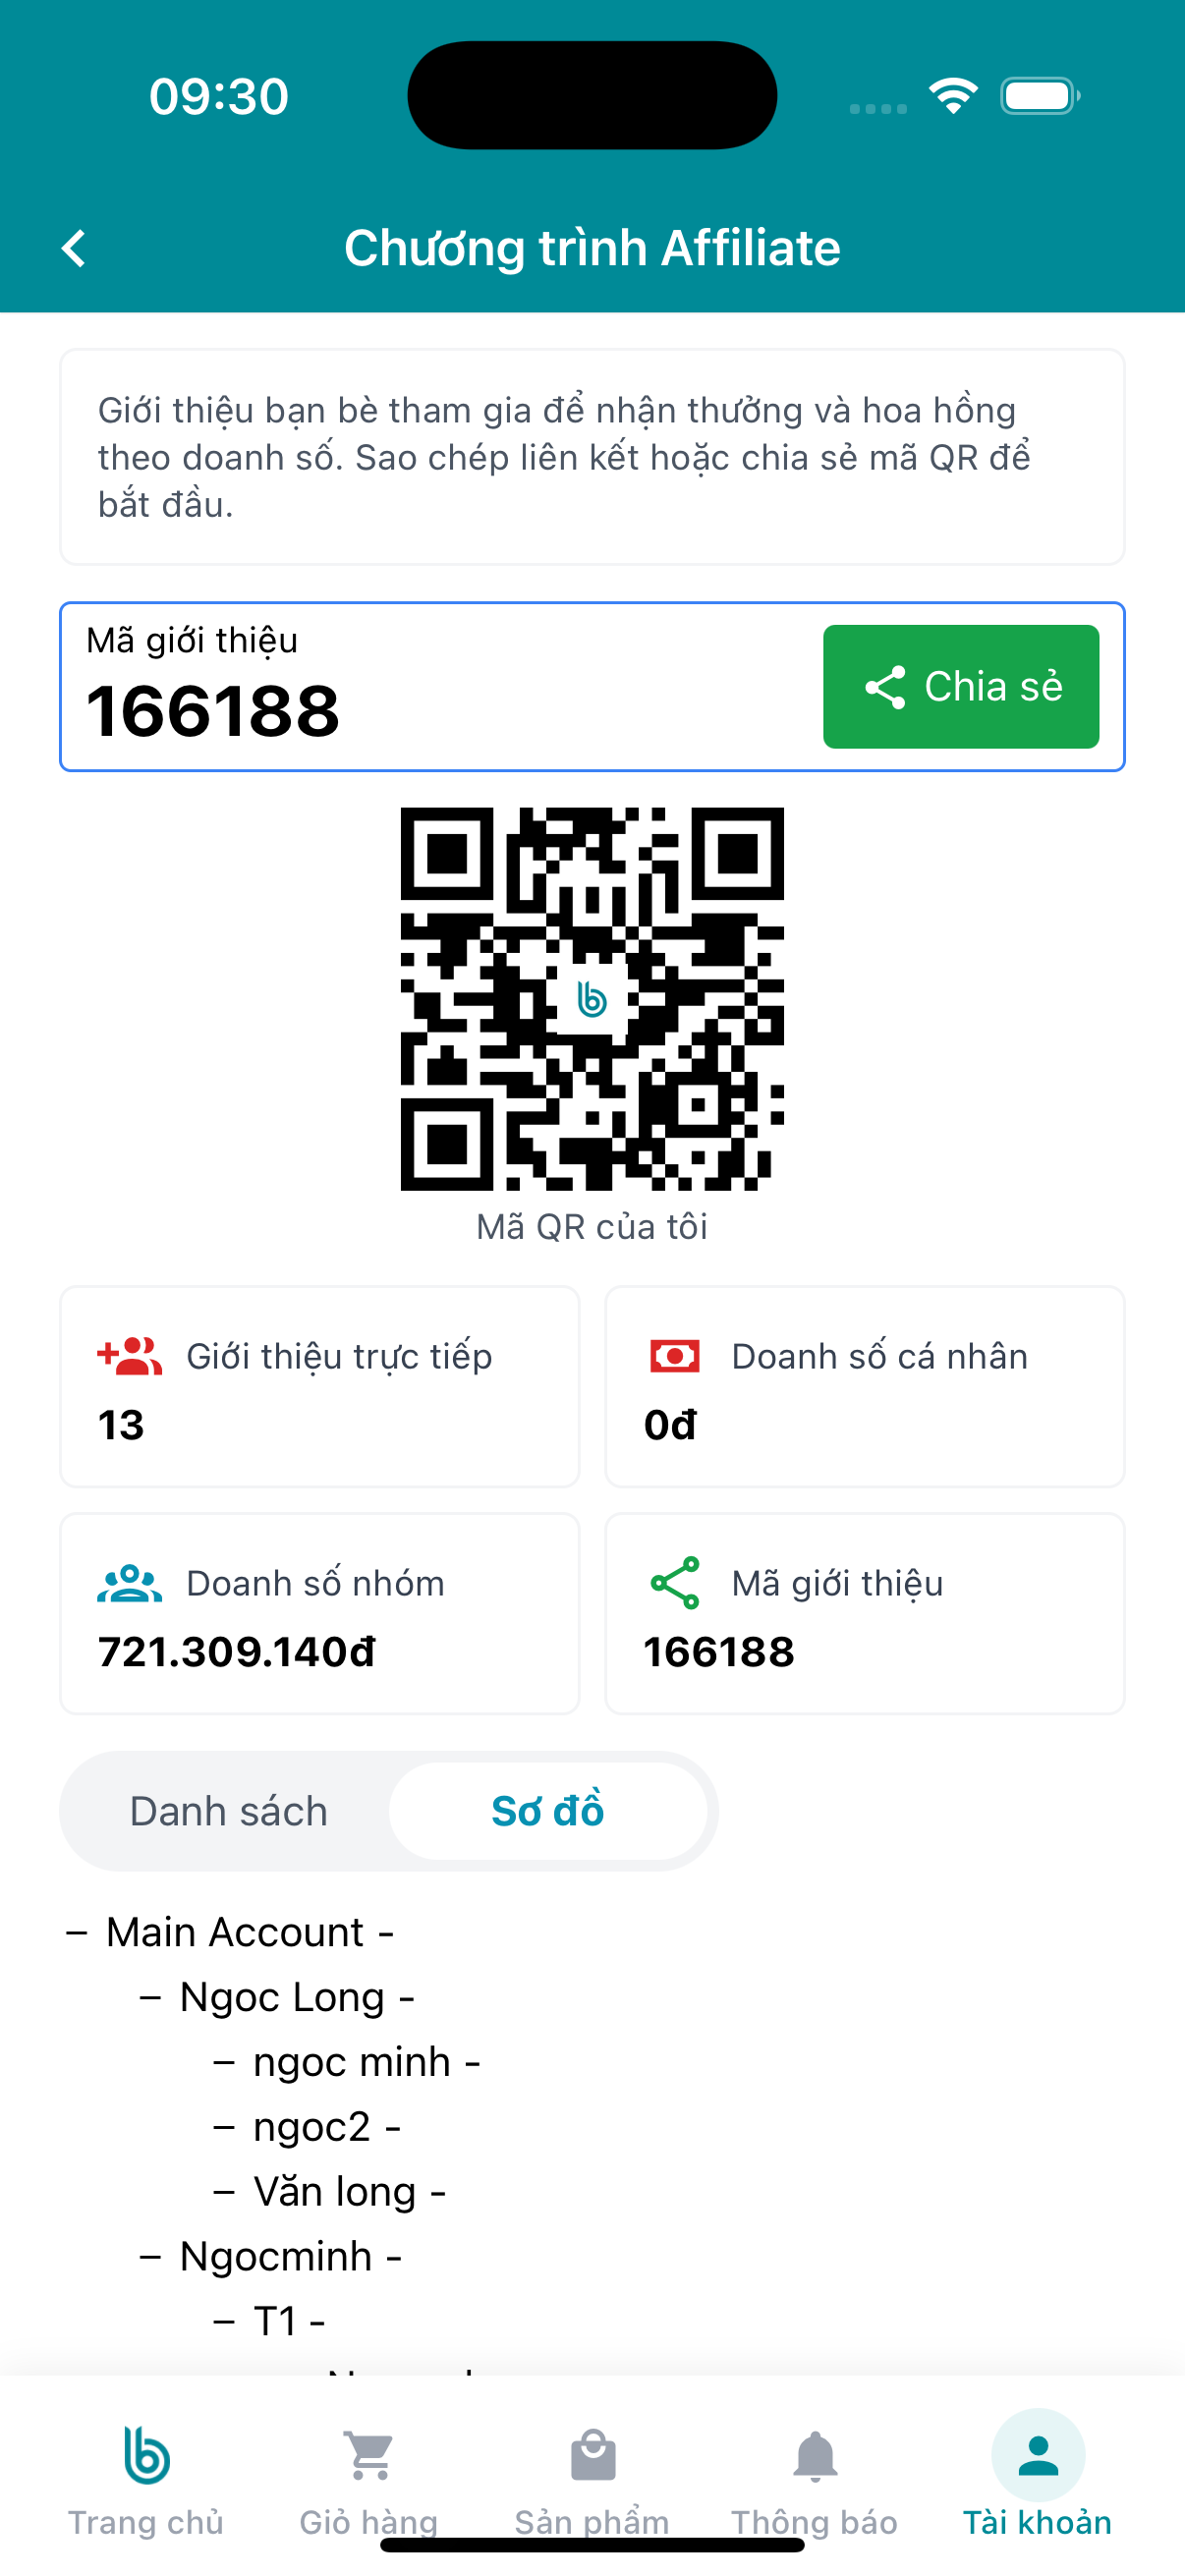 09:30
Chương trình Affiliate
Giới thiệu bạn bè tham gia để nhận thưởng và hoa hồng
theo doanh số. Sao chép liên kết hoặc chia sẻ mã QR để
bắt đầu.
Mã giới thiệu
166188
Chia sẻ
Mã QR của tôi
Giới thiệu trực tiếp
13
Doanh số cá nhân
0đ
Doanh số nhóm
721.309.140đ
Mã giới thiệu
166188
Danh sách
Sơ đồ
– Main Account -
– Ngoc Long -
– ngoc minh -
– ngoc2 -
– Văn long -
– Ngocminh -
– T1 -
Trang chủ
Giỏ hàng
Sản phẩm
Thông báo
Tài khoản